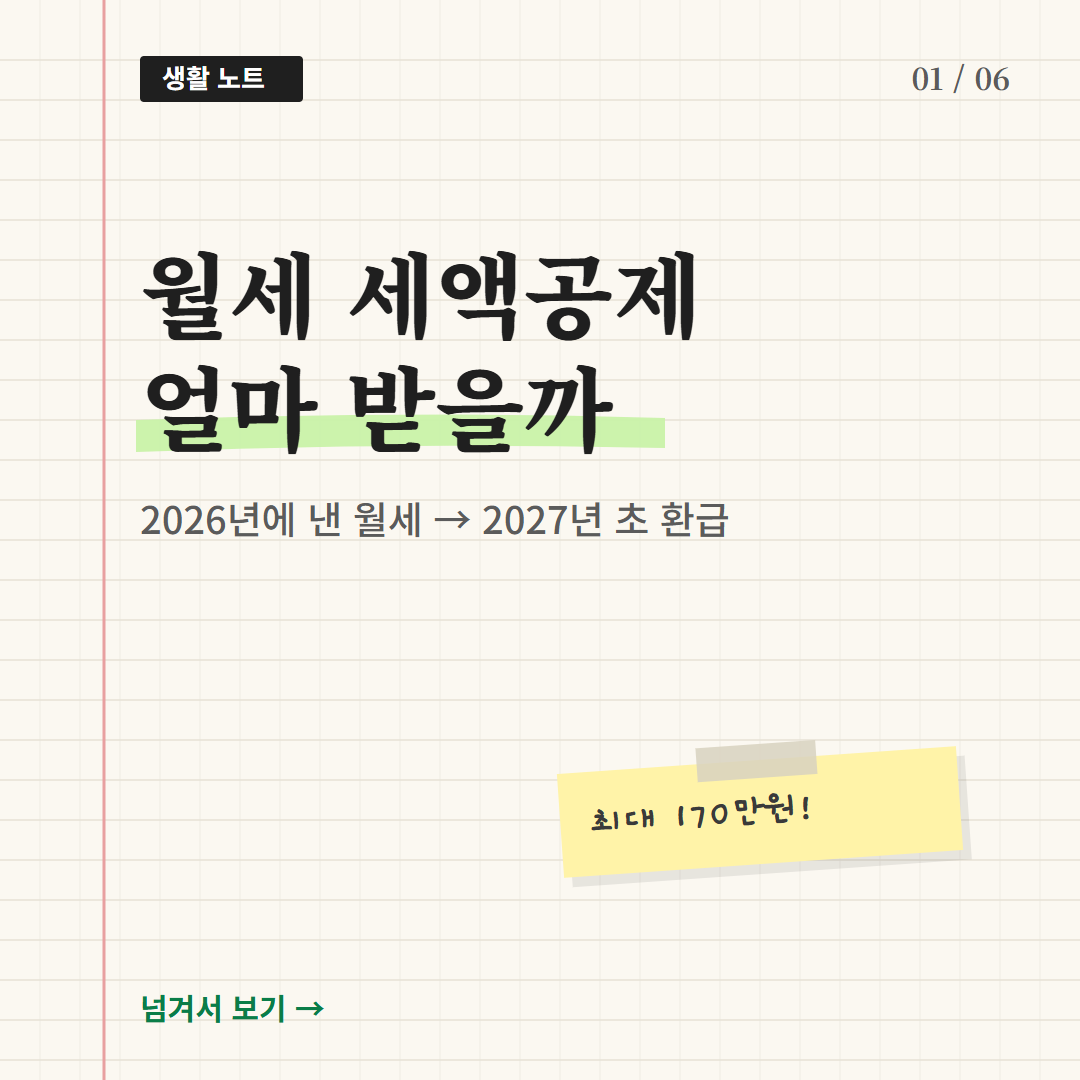 생활 노트
01 / 06
월세 세액공제
얼마 받을까
2026년에 낸 월세 → 2027년 초 환급
최대 170만원!
넘겨서 보기 →